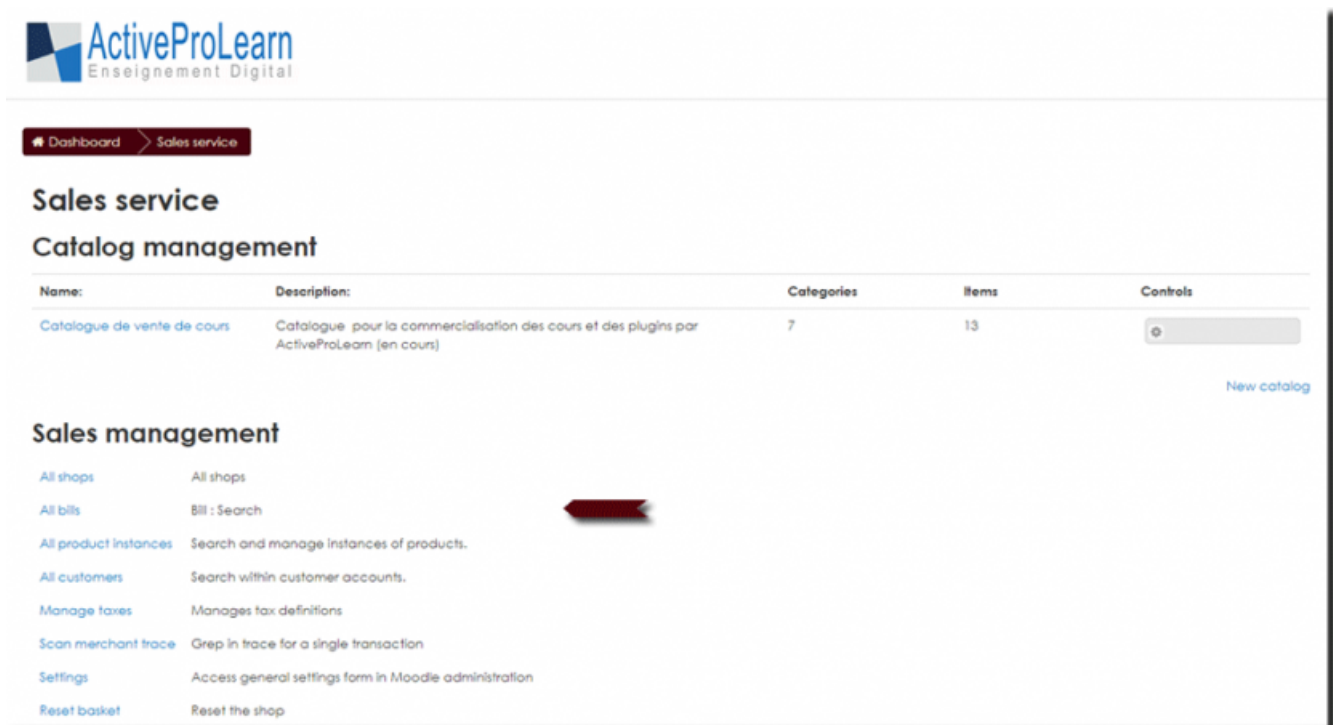 ActiveProLearn
Enseignement Digital
Dashboard Sales service
Sales service
Catalog management
Name: Description: Categories Items Controls
Catalogue de vente de cours Catalogue pour la commercialisation des cours et des plugins par 7 13
ActiveProLearn (en cours)
New catalog
Sales management
All shops All shops
All bills Bill : Search
All product instances Search and manage instances of products.
All customers Search within customer accounts.
Manage taxes Manages tax definitions
Scan merchant trace Grep in trace for a single transaction
Settings Access general settings form in Moodle administration
Reset basket Reset the shop